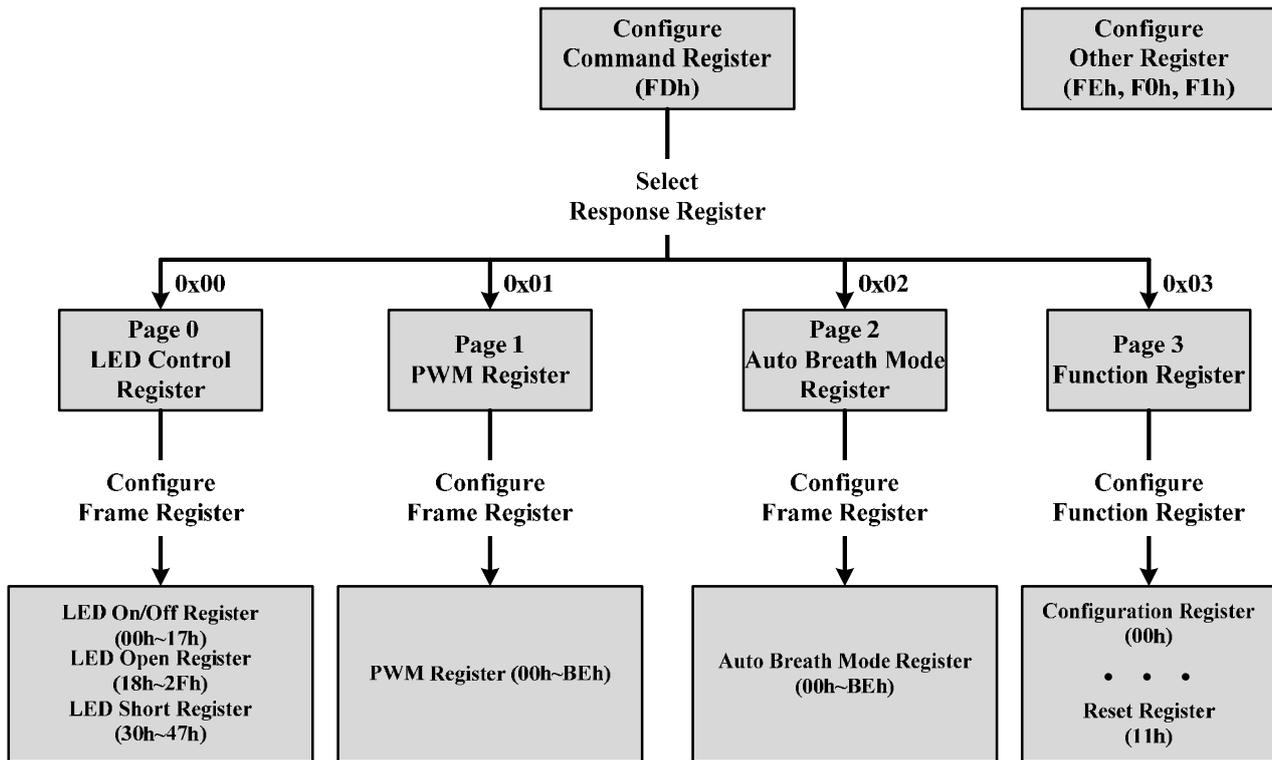 Configure
Command Register
(FDh)
Configure
Other Register
(FEh, F0h, F1h)
Select
Response Register
0x00
0x01
0x02
0x03
Page 0
LED Control
Register
Page 1
PWM Register
Page 2
Auto Breath Mode
Register
Page 3
Function Register
Configure
Frame Register
Configure
Frame Register
Configure
Frame Register
Configure
Function Register
LED On/Off Register
(00h~17h)
LED Open Register
(18h~2Fh)
LED Short Register
(30h~47h)
PWM Register (00h~BEh)
Auto Breath Mode Register
(00h~BEh)
Configuration Register
(00h)
• • •
Reset Register
(11h)